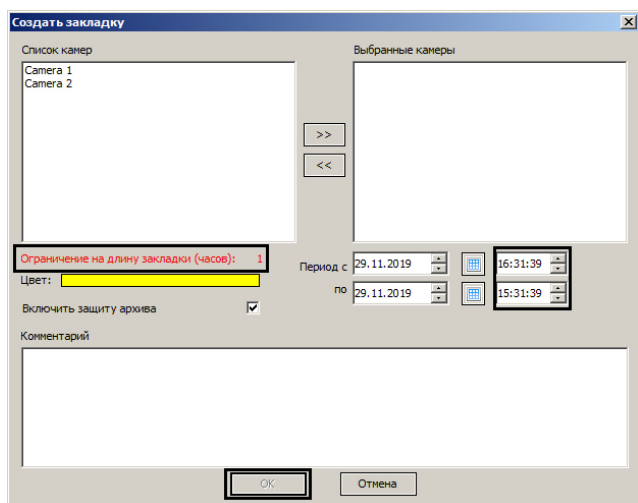 Создать закладку
Список камер
Выбранные камеры
Camera 1
Camera 2
>>
<<
Ограничение на длину закладки (часов): 1
Период с 29.11.2019 16:31:39
Цвет:
по 29.11.2019 15:31:39
Включить защиту архива
Комментарий
OK
Отмена